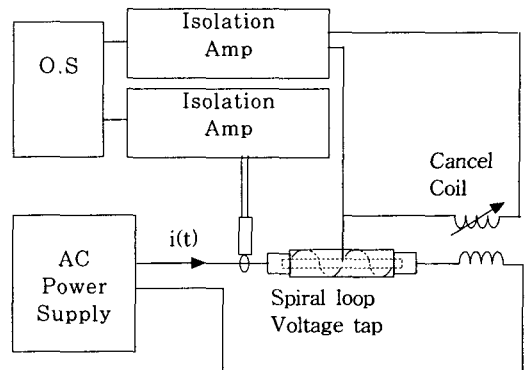 Isolation
Amp
O.S
Isolation
Amp
Cancel
Coil
i(t)
AC
Power
Supply
Spiral loop
Voltage tap